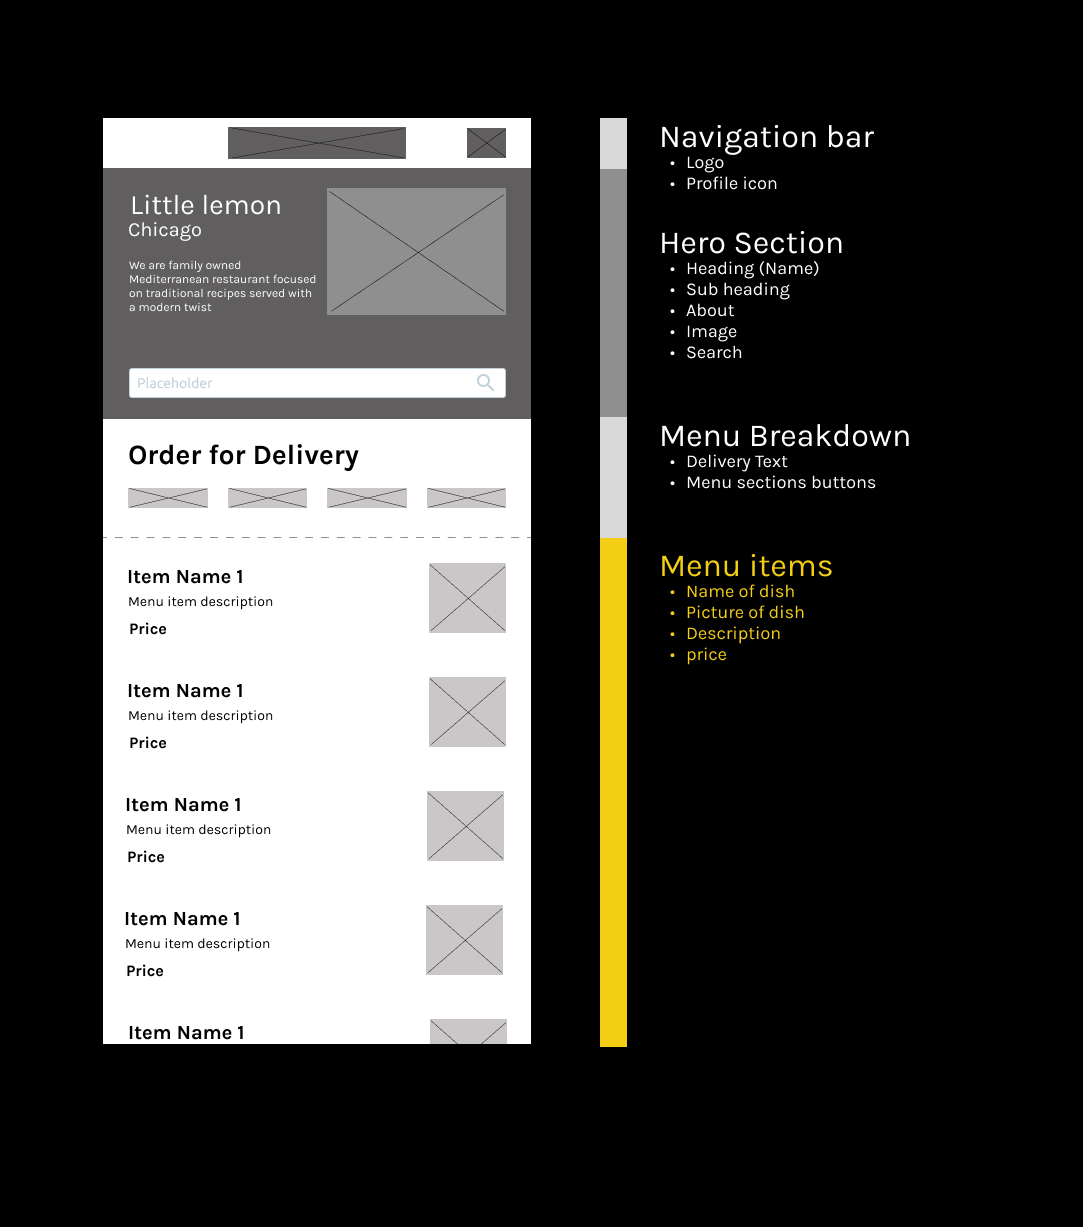 Little lemon
Chicago
We are family owned
Mediterranean restaurant focused
on traditional recipes served with
a modern twist
Placeholder
Order for Delivery
Item Name 1
Menu item description
Price
Item Name 1
Menu item description
Price
Item Name 1
Menu item description
Price
Item Name 1
Menu item description
Price
Item Name 1
Navigation bar
• Logo
• Profile icon
Hero Section
• Heading (Name)
• Sub heading
• About
• Image
• Search
Menu Breakdown
• Delivery Text
• Menu sections buttons
Menu items
• Name of dish
• Picture of dish
• Description
• price